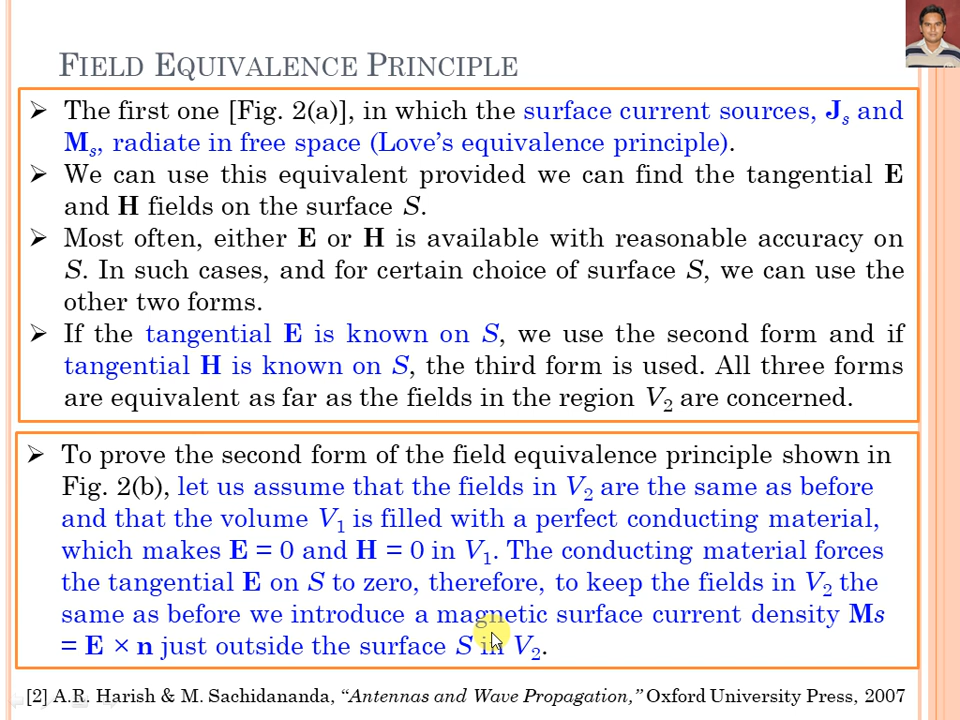 FIELD EQUIVALENCE PRINCIPLE
➢ The first one [Fig. 2(a)], in which the surface current sources, Js and
Ms, radiate in free space (Love's equivalence principle).
➢ We can use this equivalent provided we can find the tangential E
and H fields on the surface S.
➢ Most often, either E or H is available with reasonable accuracy on
S. In such cases, and for certain choice of surface S, we can use the
other two forms.
➢ If the tangential E is known on S, we use the second form and if
tangential H is known on S, the third form is used. All three forms
are equivalent as far as the fields in the region V2 are concerned.
➢ To prove the second form of the field equivalence principle shown in
Fig. 2(b), let us assume that the fields in V2 are the same as before
and that the volume V1 is filled with a perfect conducting material,
which makes E = 0 and H = 0 in V1. The conducting material forces
the tangential E on S to zero, therefore, to keep the fields in V2 the
same as before we introduce a magnetic surface current density Ms
= E × n just outside the surface S in V2.
[2] A.R. Harish & M. Sachidananda, “Antennas and Wave Propagation,” Oxford University Press, 2007